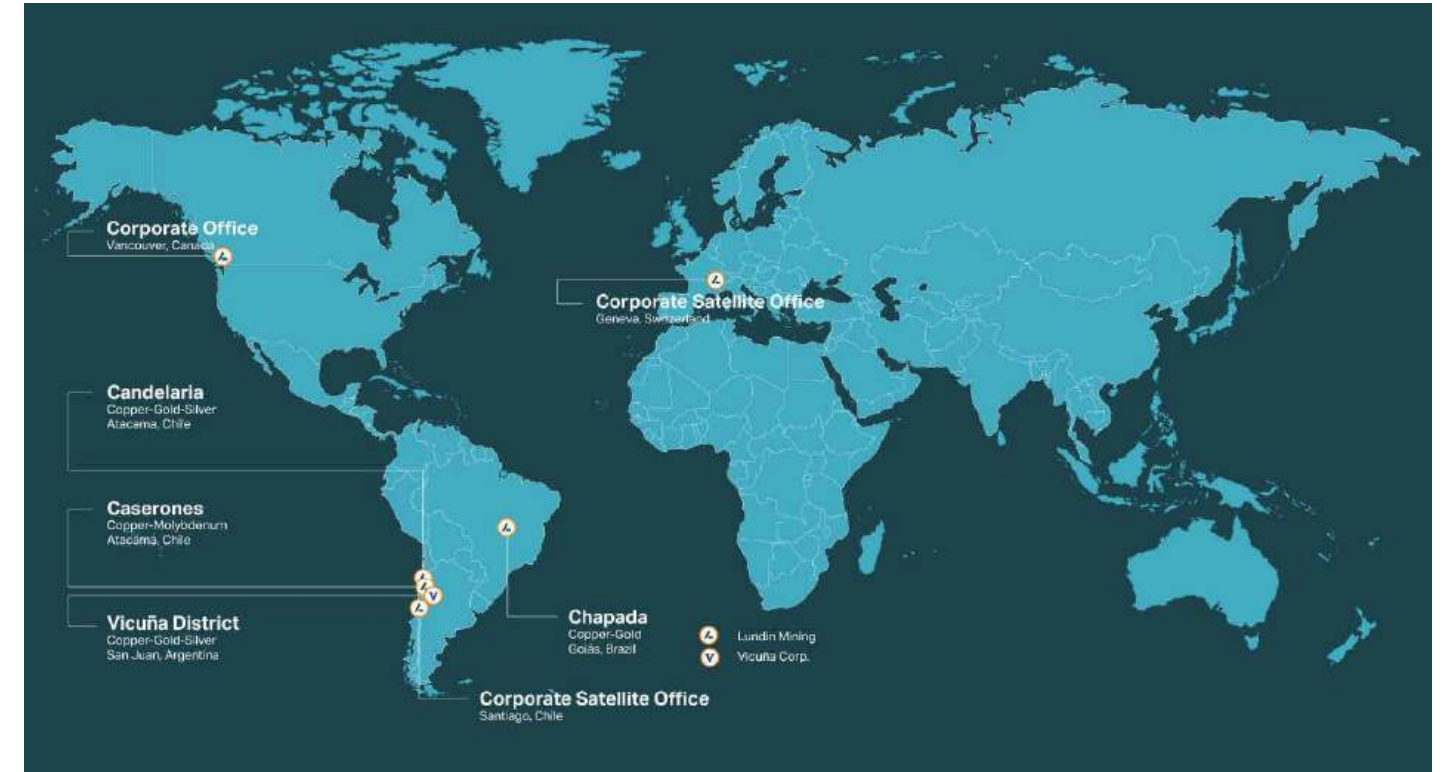 Corporate Office
Vancouver, Canada
Corporate Satellite Office
Geneva, Switzerland
Candelaria
Copper-Gold-Silver
Atacama, Chile
Caserones
Copper-Molybdenum
Atacama, Chile
Vicuña District
Copper-Gold-Silver
San Juan, Argentina
Chapada
Copper-Gold
Goiás, Brazil
Lundin Mining
V Vicuña Corp.
Corporate Satellite Office
Santiago, Chile
V